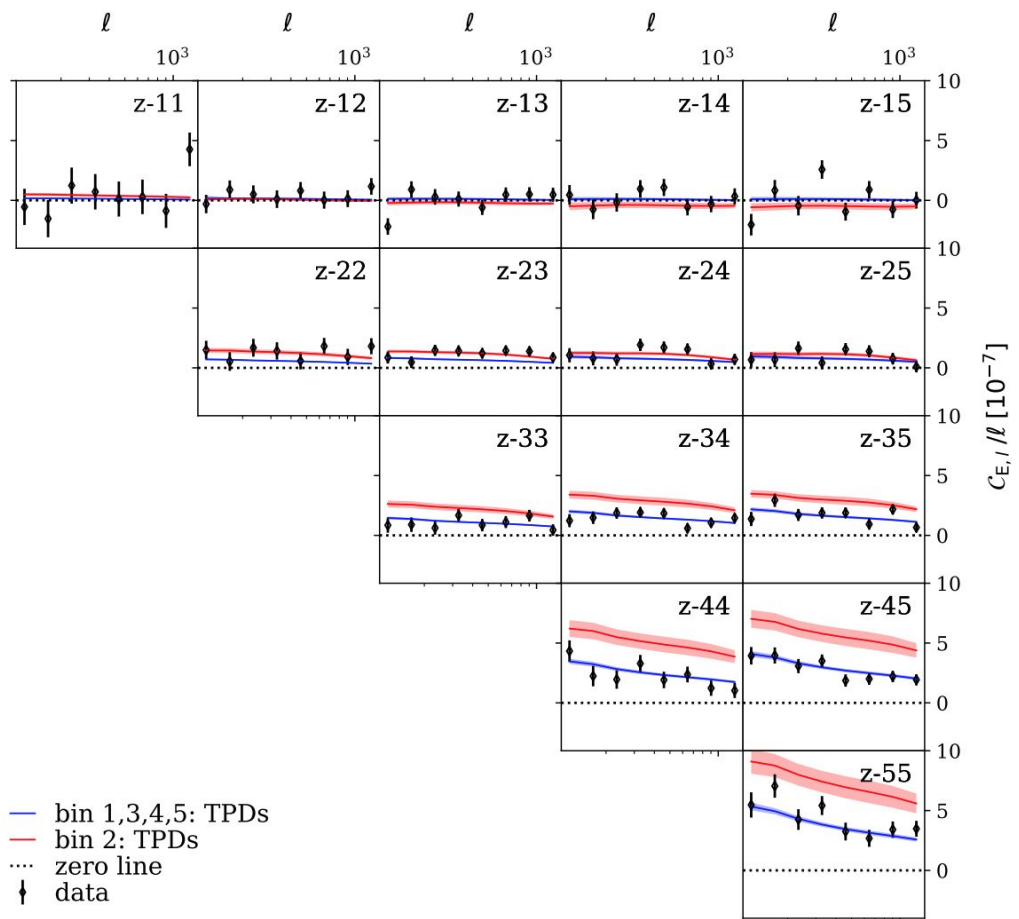 ℓ ℓ ℓ ℓ ℓ
10³ 10³ 10³ 10³ 10³
z-11 z-12 z-13 z-14 z-15 10
5
0
z-22 z-23 z-24 z-25 10
5
0
z-33 z-34 z-35 10
5
0
z-44 z-45 10
5
0
z-55 10
5
0
C_{E,l}/ℓ [10⁻⁷]
bin 1,3,4,5: TPDs
bin 2: TPDs
zero line
data